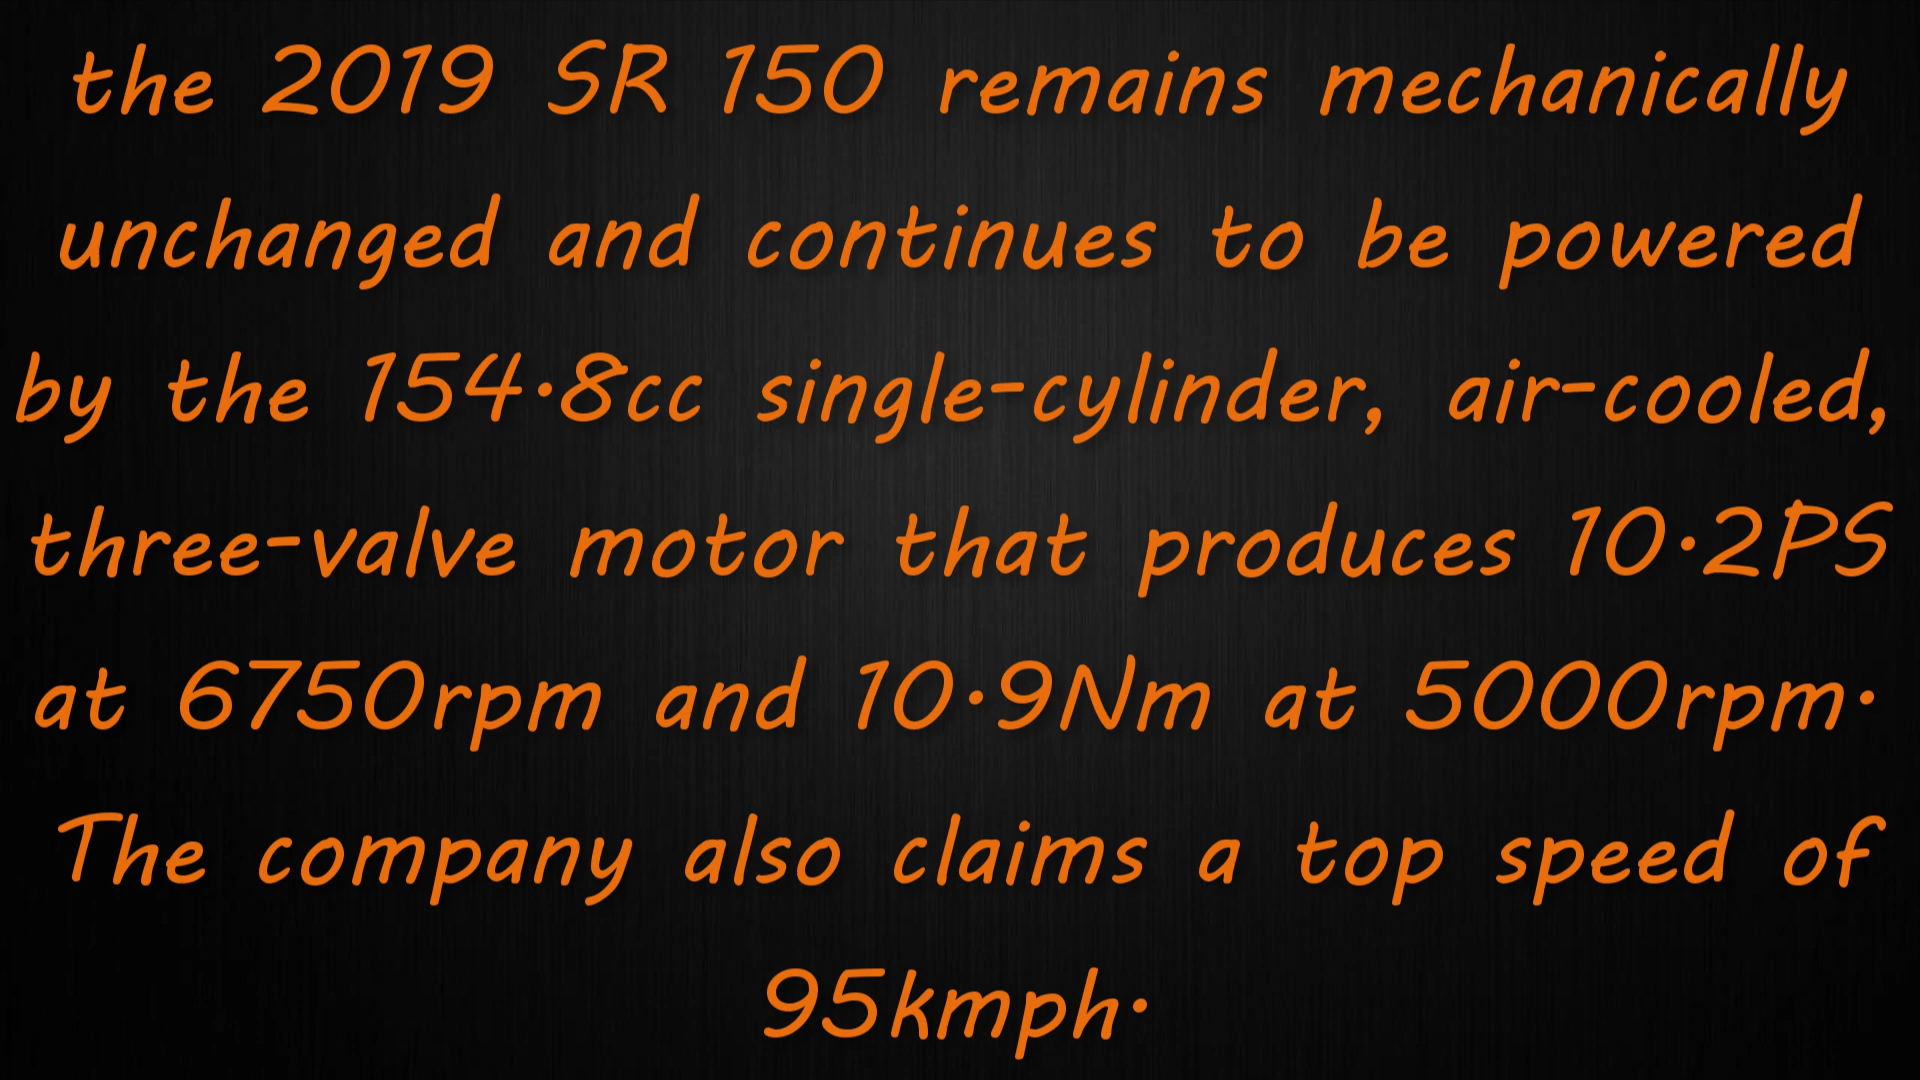 the 2019 SR 150 remains mechanically
unchanged and continues to be powered
by the 154.8cc single-cylinder, air-cooled,
three-valve motor that produces 10.2PS
at 6750rpm and 10.9Nm at 5000rpm.
The company also claims a top speed of
95kmph.